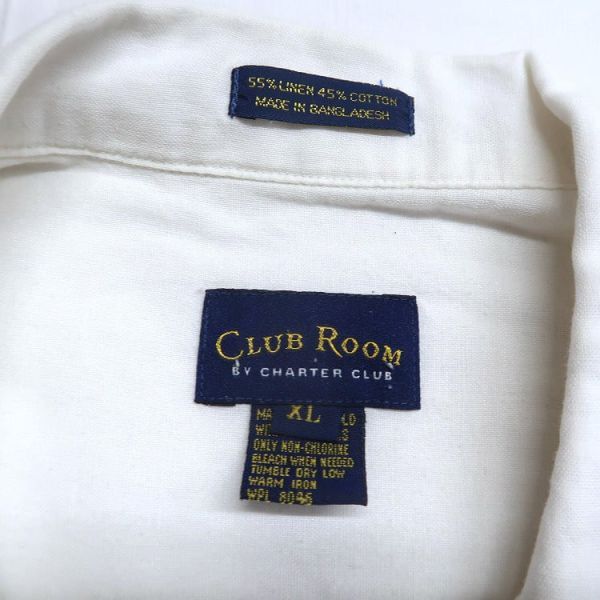 55% LINEN 45% COTTON
MADE IN BANGLADESH
CLUB ROOM
BY CHARTER CLUB
XL
ONLY NON-CHLORINE
BLEACH WHEN NEEDED
TUMBLE DRY LOW
WARM IRON
WPL 8046